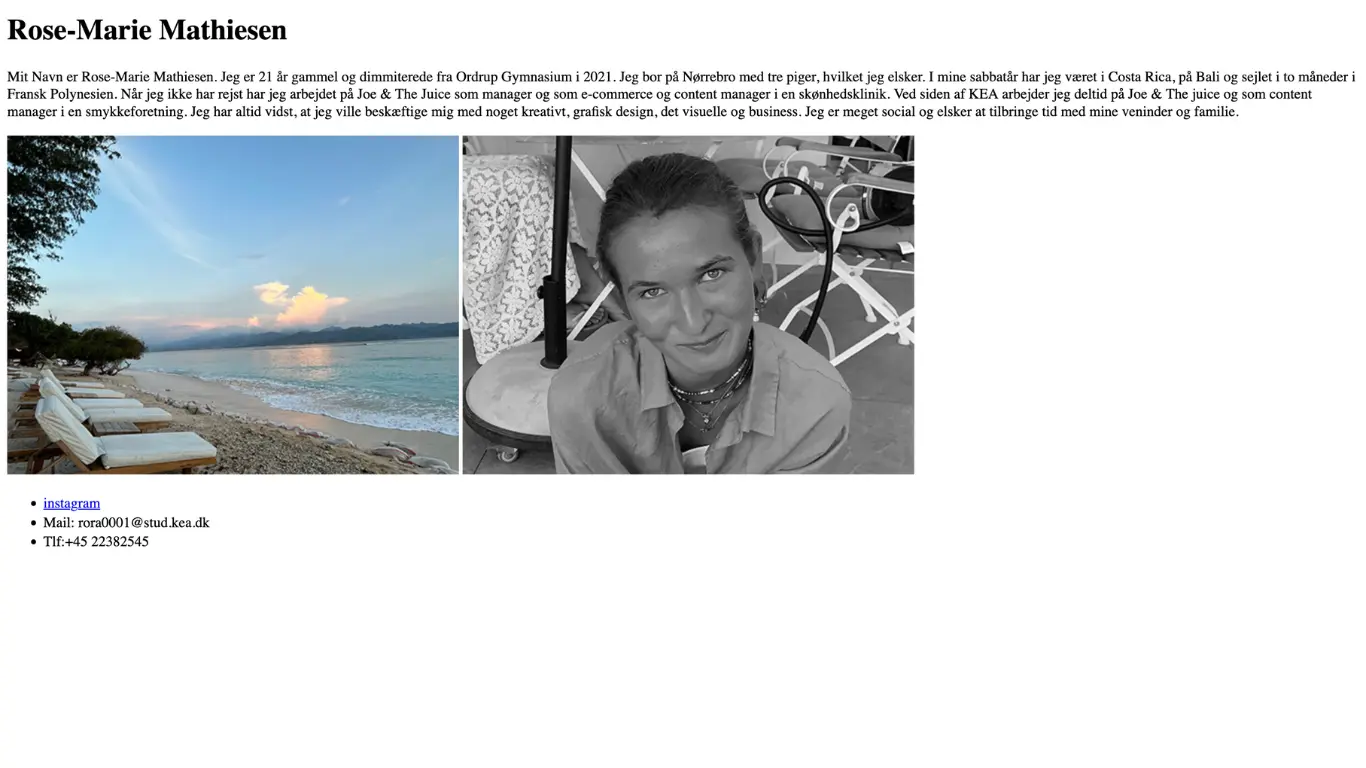 Rose-Marie Mathiesen
Mit Navn er Rose-Marie Mathiesen. Jeg er 21 år gammel og dimmiterede fra Ordrup Gymnasium i 2021. Jeg bor på Nørrebro med tre piger, hvilket jeg elsker. I mine sabbatår har jeg været i Costa Rica, på Bali og sejlet i to måneder i
Fransk Polynesien. Når jeg ikke har rejst har jeg arbejdet på Joe & The Juice som manager og som e-commerce og content manager i en skønhedsklinik. Ved siden af KEA arbejder jeg deltid på Joe & The juice og som content
manager i en smykkeforetning. Jeg har altid vidst, at jeg ville beskæftige mig med noget kreativt, grafisk design, det visuelle og business. Jeg er meget social og elsker at tilbringe tid med mine veninder og familie.
instagram
Mail: rora0001@stud.kea.dk
Tlf:+45 22382545